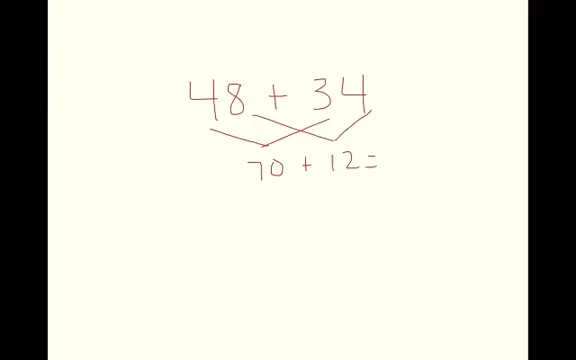 48 + 34
70 + 12 =